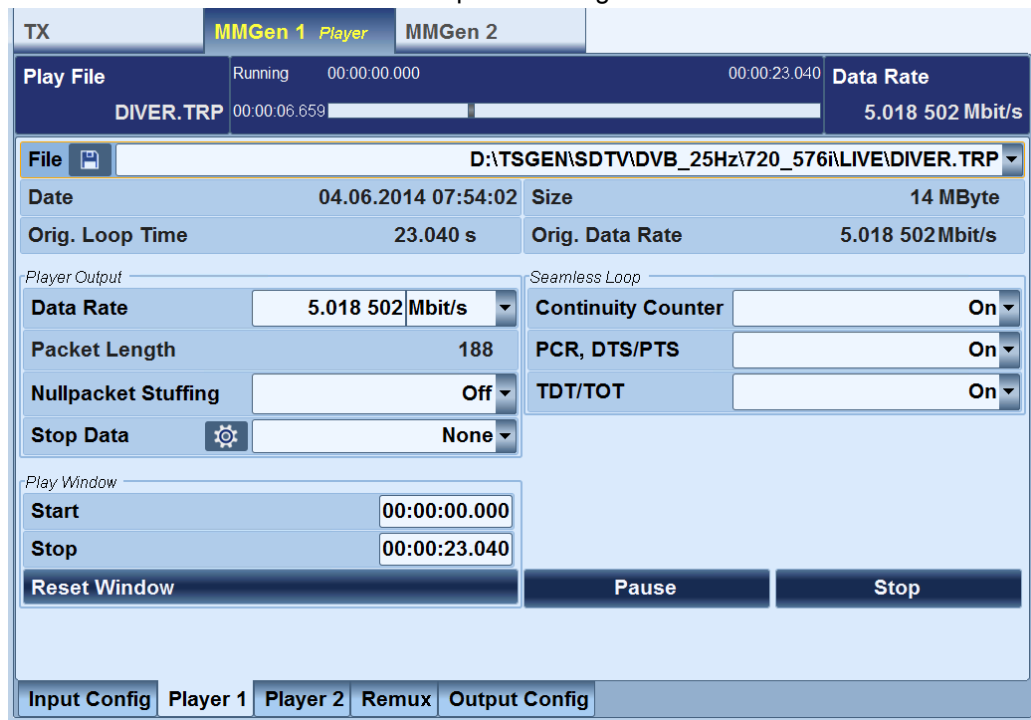 TX MMGen 1 Player MMGen 2
Play File Running 00:00:00.000 00:00:23.040 Data Rate
DIVER.TRP 00:00:06.659 5.018 502 Mbit/s
File D:\TSGEN\SDTV\DVB_25Hz\720_576i\LIVE\DIVER.TRP
Date 04.06.2014 07:54:02 Size 14 MByte
Orig. Loop Time 23.040 s Orig. Data Rate 5.018 502 Mbit/s
Player Output Seamless Loop
Data Rate 5.018 502 Mbit/s Continuity Counter On
Packet Length 188 PCR, DTS/PTS On
Nullpacket Stuffing Off TDT/TOT On
Stop Data None
Play Window
Start 00:00:00.000
Stop 00:00:23.040
Reset Window Pause Stop
Input Config Player 1 Player 2 Remux Output Config